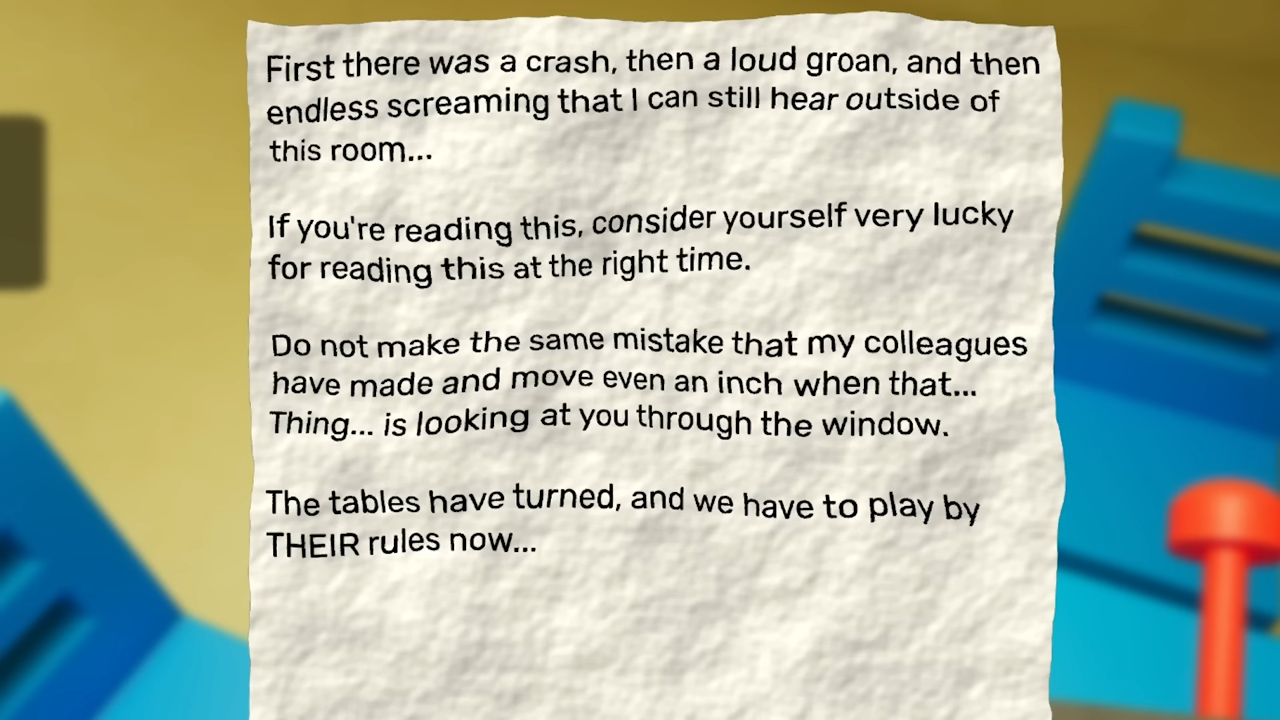 First there was a crash, then a loud groan, and then
endless screaming that I can still hear outside of
this room...
If you're reading this, consider yourself very lucky
for reading this at the right time.
Do not make the same mistake that my colleagues
have made and move even an inch when that...
Thing... is looking at you through the window.
The tables have turned, and we have to play by
THEIR rules now...